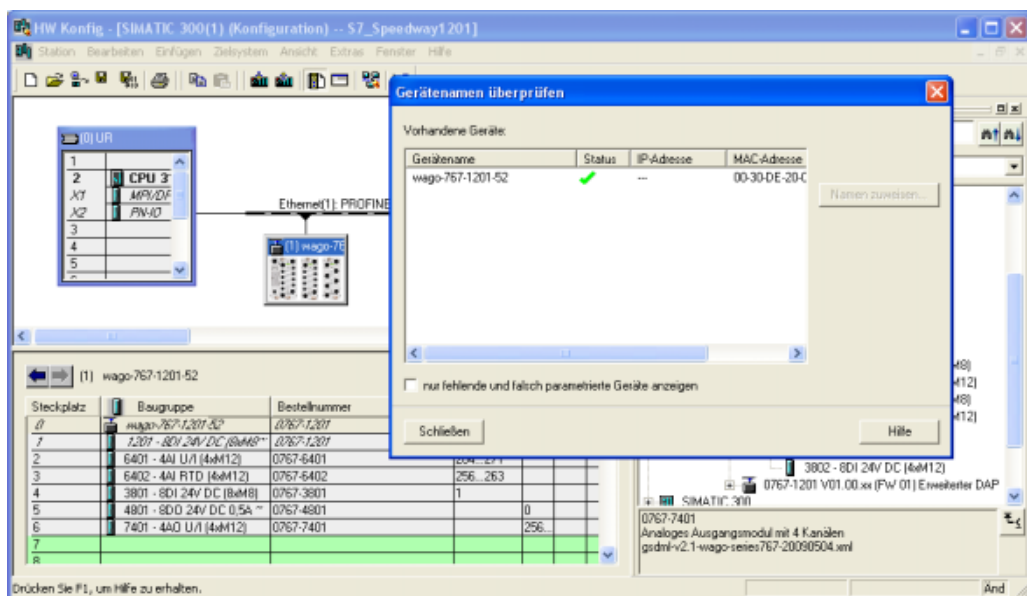 HW Konfig - [SIMATIC 300(1) (Konfiguration) -- S7_Speedway1201]
Station Bearbeiten Einfügen Zielsystem Ansicht Extras Fenster Hilfe
(0) UR
1
2 CPU 3
X1 MPI/DP
X2 PN-IO
3
4
5
Ethernet(1): PROFINE
(1) wago-76
Gerätenamen überprüfen
Vorhandene Geräte:
Gerätename Status IP-Adresse MAC-Adresse
wago-767-1201-52 --- 00-30-DE-20-
Namen zuweisen...
nur fehlende und falsch parametrierte Geräte anzeigen
Schließen Hilfe
(1) wago-767-1201-52
Steckplatz Baugruppe Bestellnummer
0 wago-767-1201-52 0767-1201
1 1201 - 8DI 24V DC (8xM8) 0767-1201
2 6401 - 4AI U/I (4xM12) 0767-6401
3 6402 - 4AI RTD (4xM12) 0767-6402 256...263
4 3801 - 8DI 24V DC (8xM8) 0767-3801 1
5 4801 - 8DO 24V DC 0,5A ~ 0767-4801 0
6 7401 - 4AO U/I (4xM12) 0767-7401 256...
7
8
M12)
M12)
3802 - 8DI 24V DC (4xM12)
0767-1201 V01.00.xx (FW 01) Erweiterter DAP
SIMATIC 300
0767-7401
Analoges Ausgangsmodul mit 4 Kanälen
gsdml-v2.1-wago-series767-20090504.xml
Drücken Sie F1, um Hilfe zu erhalten.
Änd